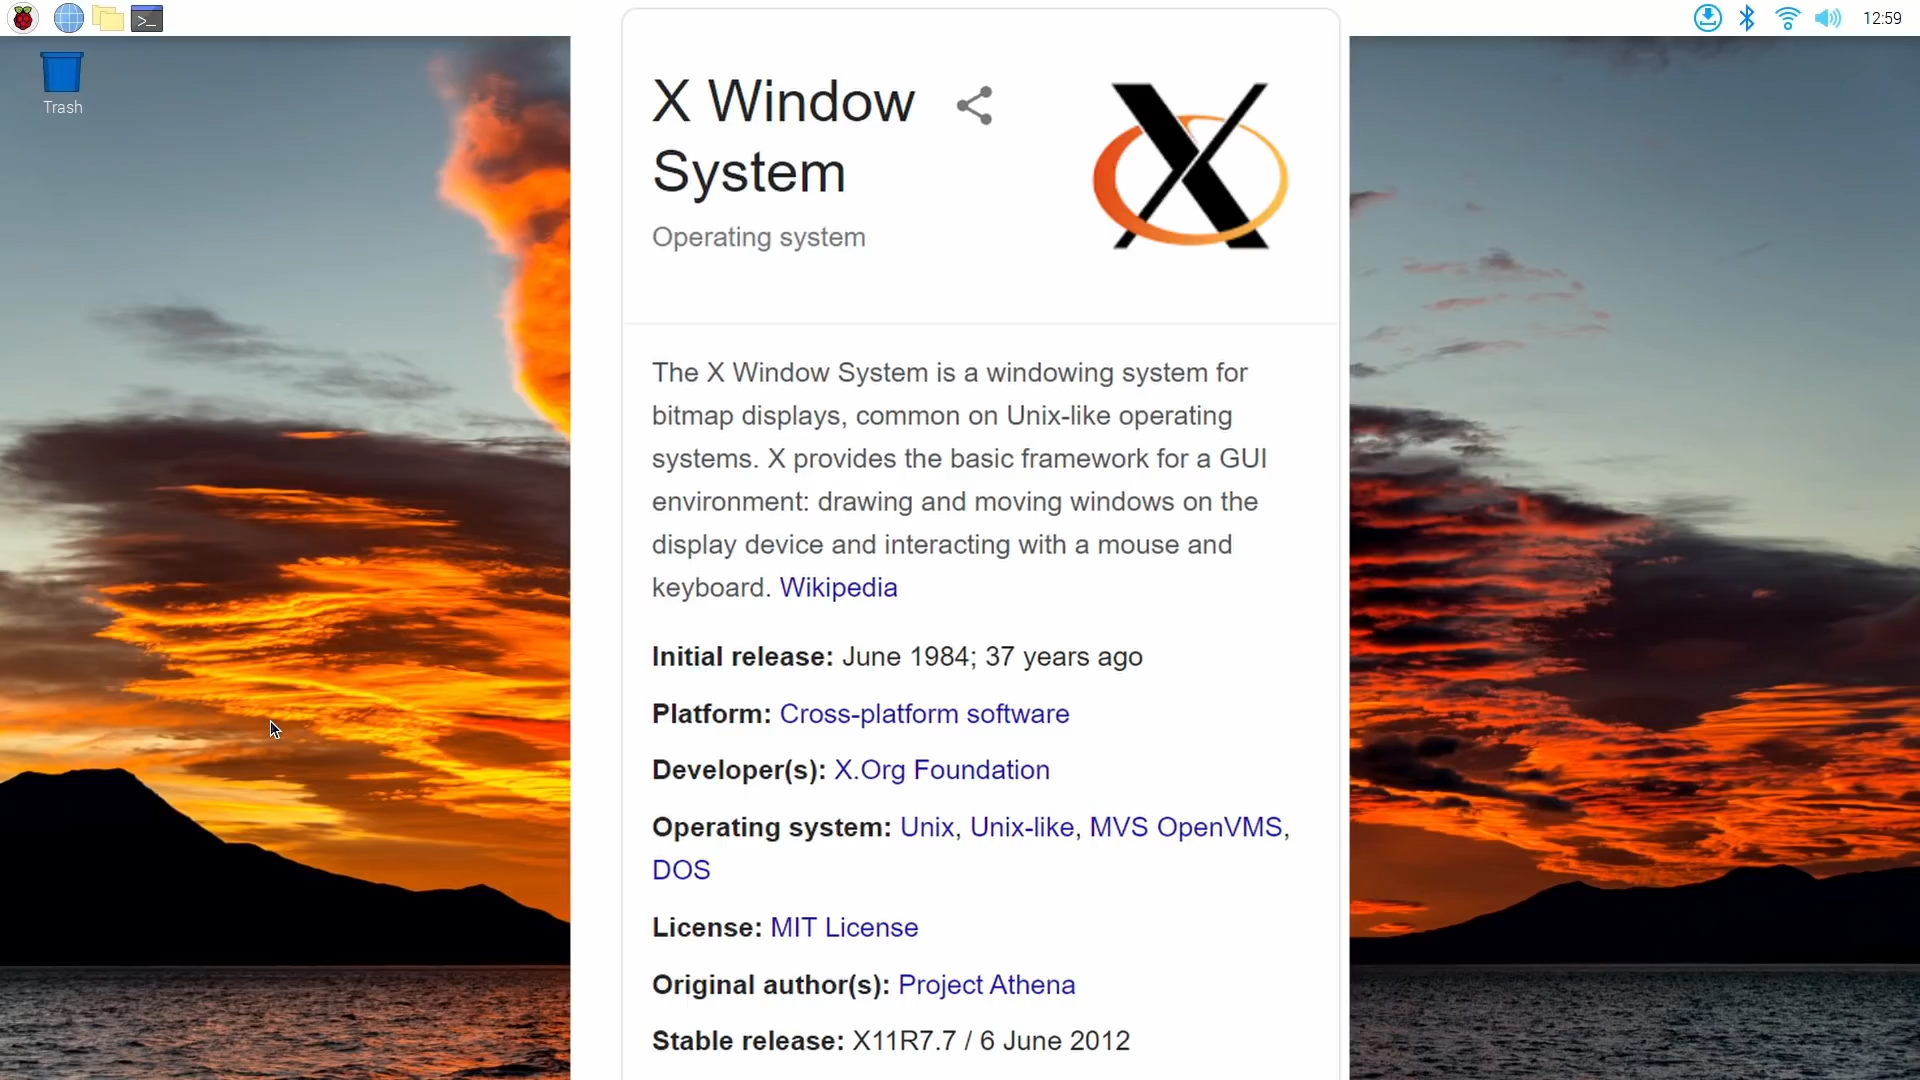 12:59
Trash
X Window
System
Operating system
The X Window System is a windowing system for
bitmap displays, common on Unix-like operating
systems. X provides the basic framework for a GUI
environment: drawing and moving windows on the
display device and interacting with a mouse and
keyboard. Wikipedia
Initial release: June 1984; 37 years ago
Platform: Cross-platform software
Developer(s): X.Org Foundation
Operating system: Unix, Unix-like, MVS OpenVMS,
DOS
License: MIT License
Original author(s): Project Athena
Stable release: X11R7.7 / 6 June 2012